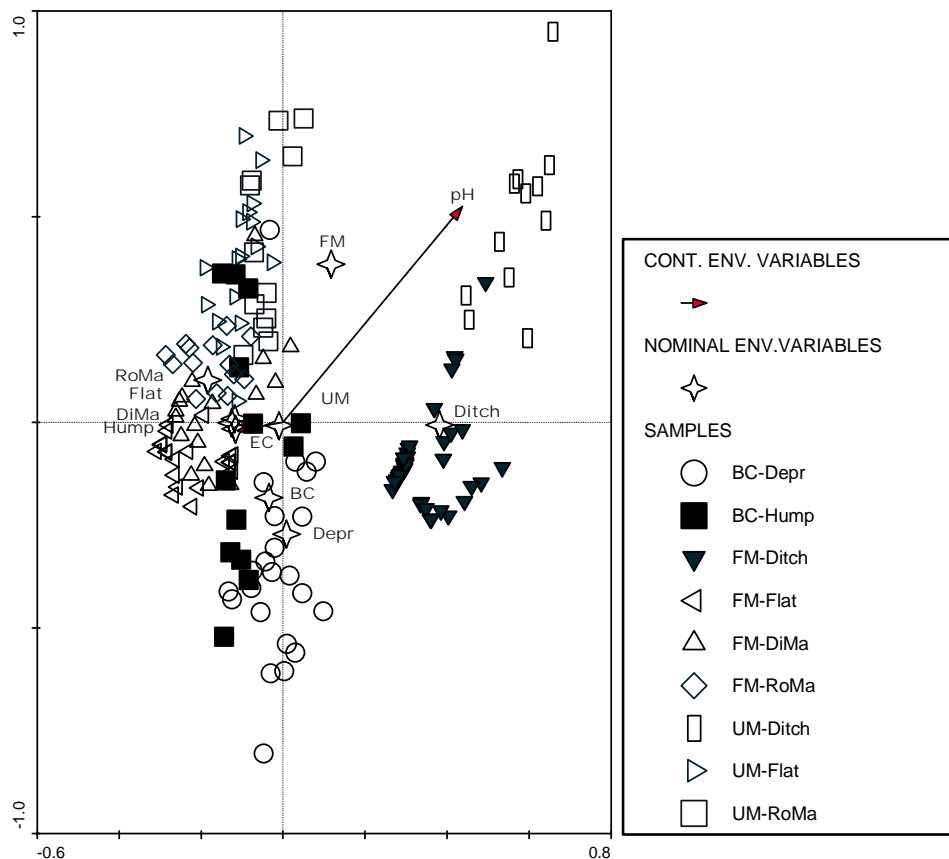 1.0
pH
FM
RoMa
Flat
DiMa
Hump
UM
EC
Ditch
BC
Depr
-1.0
-0.6
0.8
CONT. ENV. VARIABLES
NOMINAL ENV.VARIABLES
SAMPLES
BC-Depr
BC-Hump
FM-Ditch
FM-Flat
FM-DiMa
FM-RoMa
UM-Ditch
UM-Flat
UM-RoMa